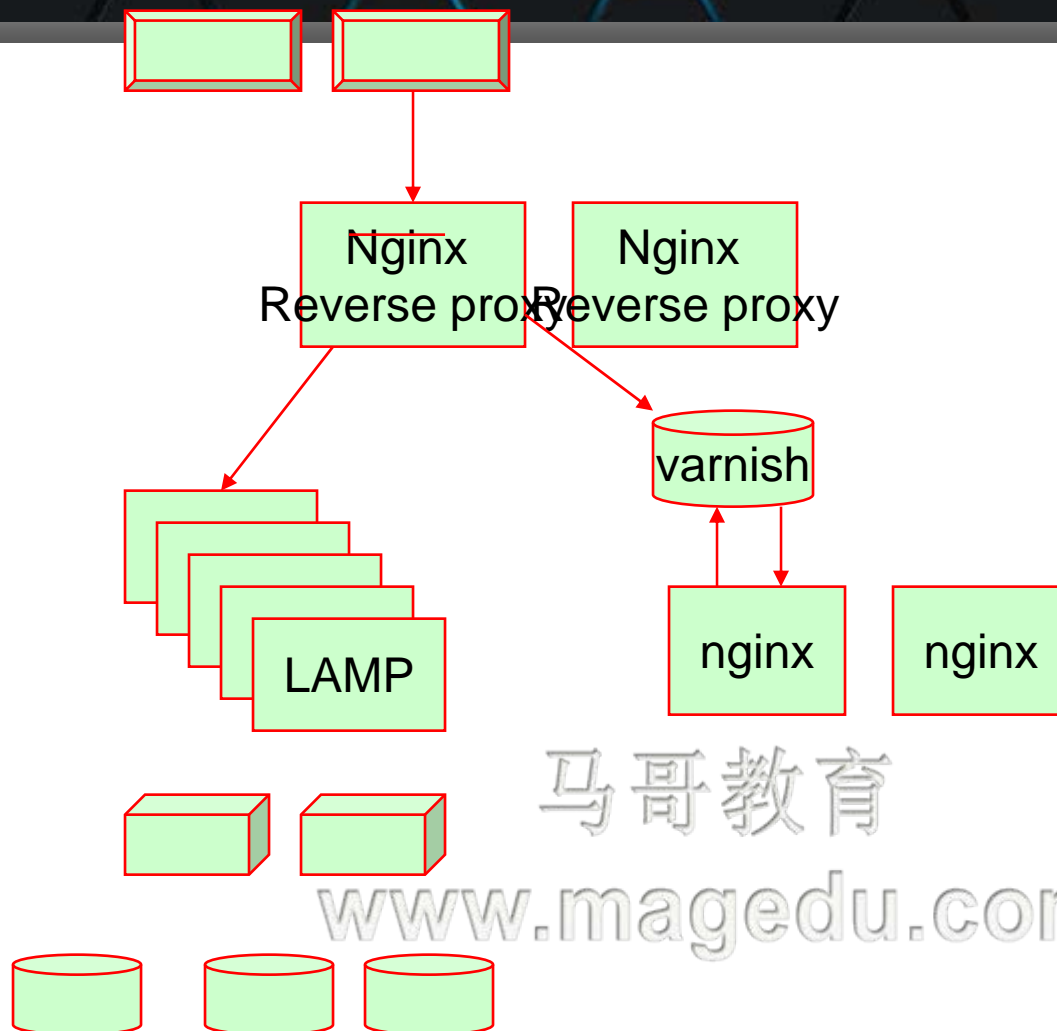 Nginx
Reverse proxy
Nginx
Reverse proxy
varnish
LAMP
nginx
nginx
马哥教育
www.magedu.com